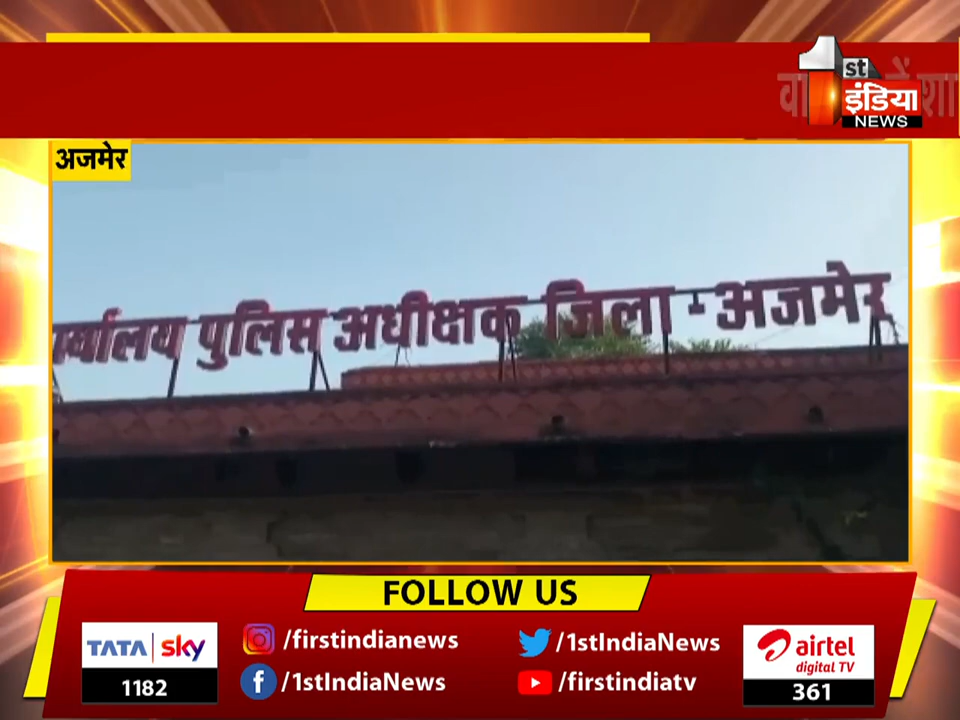 1st
इंडिया
NEWS
अजमेर
र्यालय पुलिस अधीक्षक जिला - अजमेर
FOLLOW US
TATA sky
1182
/firstindianews
/1stIndiaNews
/1stIndiaNews
/firstindiatv
airtel
digital TV
361